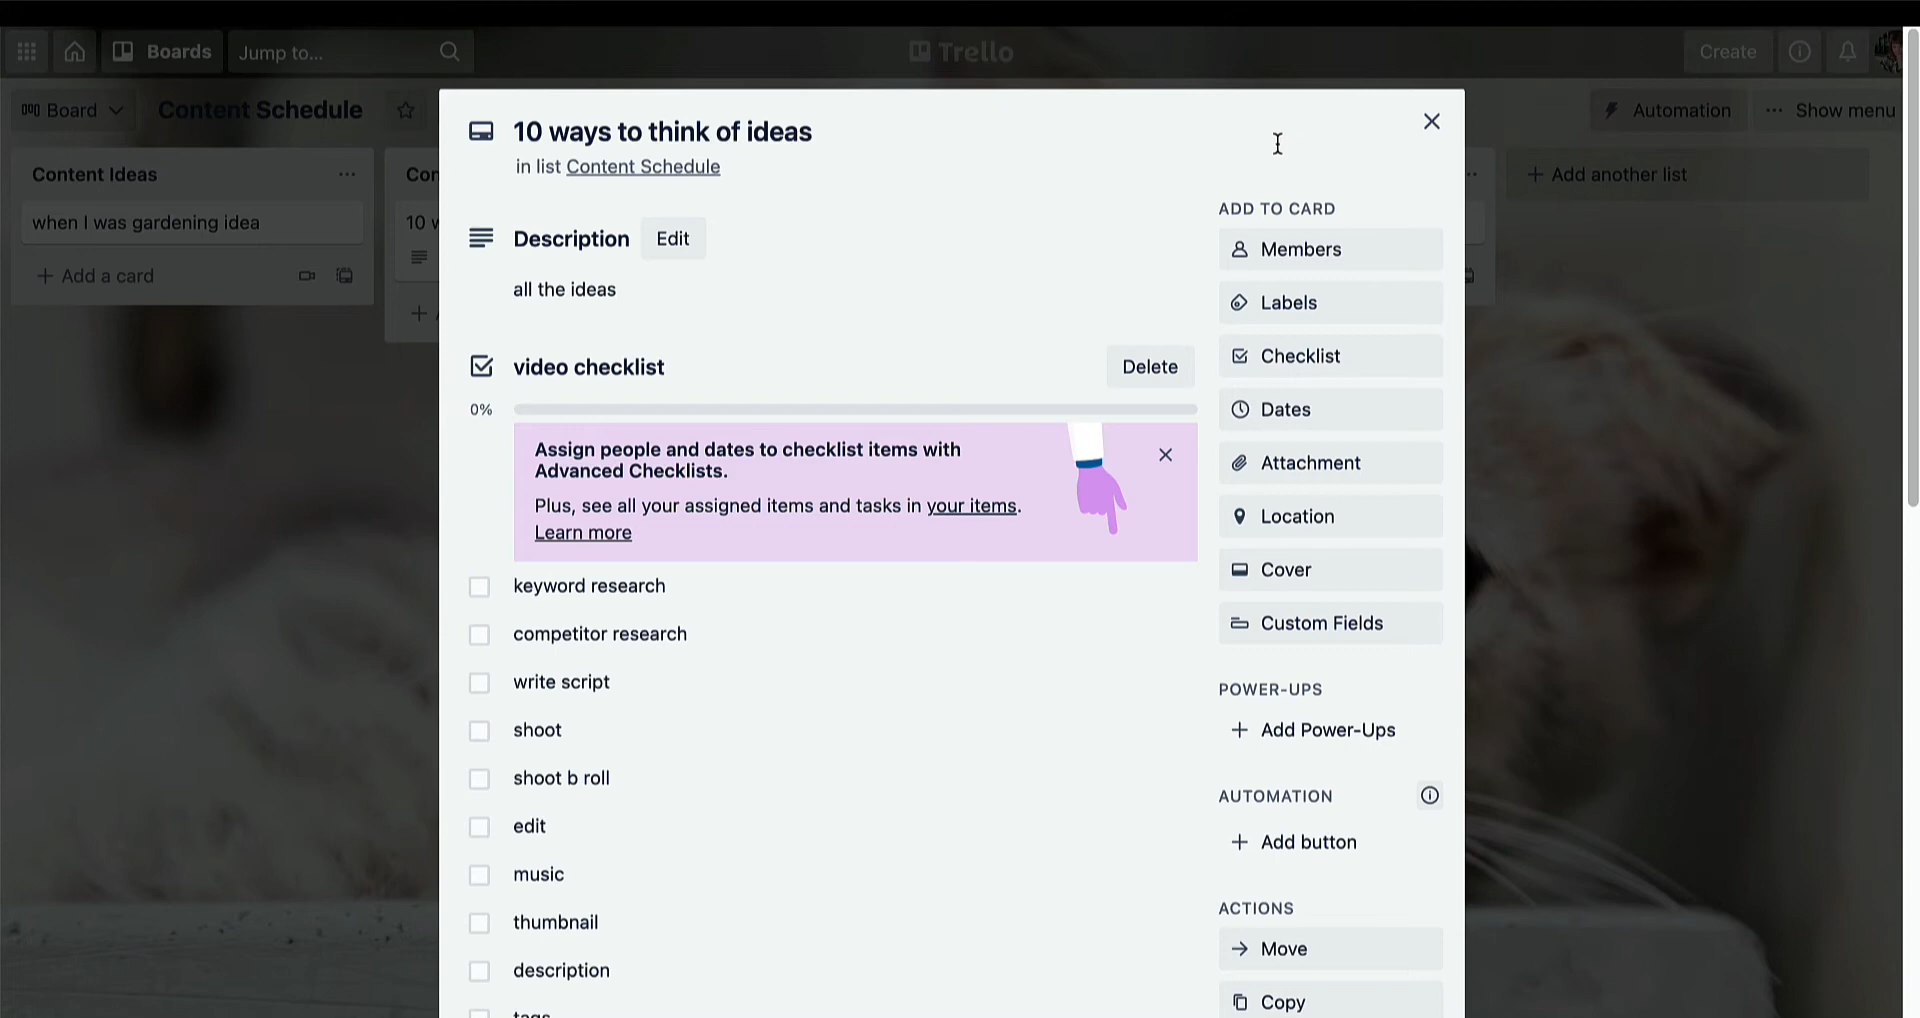 Boards
Jump to...
Trello
Create
Board
Content Schedule
Automation
Show menu
Content Ideas
when I was gardening idea
+ Add a card
Con
10 w
+ Add another list
10 ways to think of ideas
in list Content Schedule
Description
Edit
all the ideas
video checklist
Delete
0%
Assign people and dates to checklist items with
Advanced Checklists.
Plus, see all your assigned items and tasks in your items.
Learn more
keyword research
competitor research
write script
shoot
shoot b roll
edit
music
thumbnail
description
tags
ADD TO CARD
Members
Labels
Checklist
Dates
Attachment
Location
Cover
Custom Fields
POWER-UPS
+ Add Power-Ups
AUTOMATION
+ Add button
ACTIONS
Move
Copy